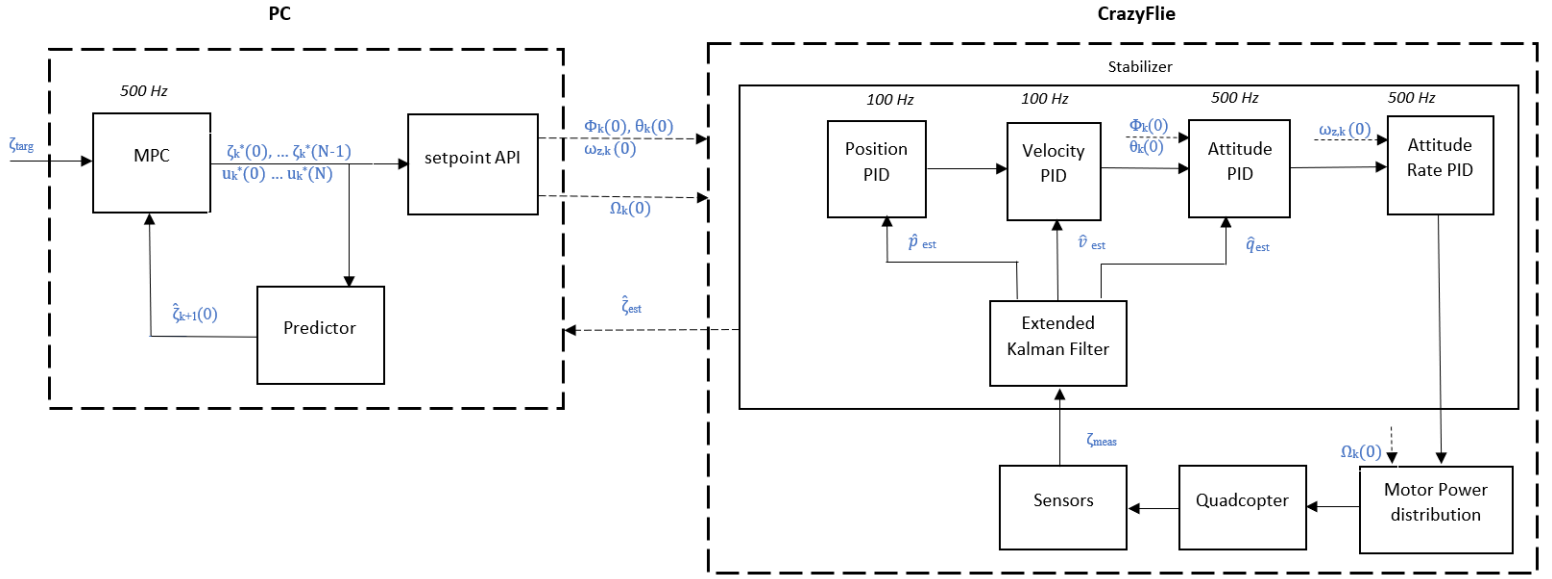 PC
CrazyFlie
Stabilizer
500 Hz
100 Hz
100 Hz
500 Hz
500 Hz
ζtarg
MPC
ζk*(0), ... ζk*(N-1)
uk*(0) ... uk*(N)
setpoint API
Φk(0), θk(0)
ωz,k(0)
Ωk(0)
Position
PID
Velocity
PID
Φk(0)
θk(0)
Attitude
PID
ωz,k(0)
Attitude
Rate PID
p̂ est
v̂ est
q̂est
ζ̂k+1(0)
Predictor
ζ̂est
Extended
Kalman Filter
ζmeas
Ωk(0)
Sensors
Quadcopter
Motor Power
distribution